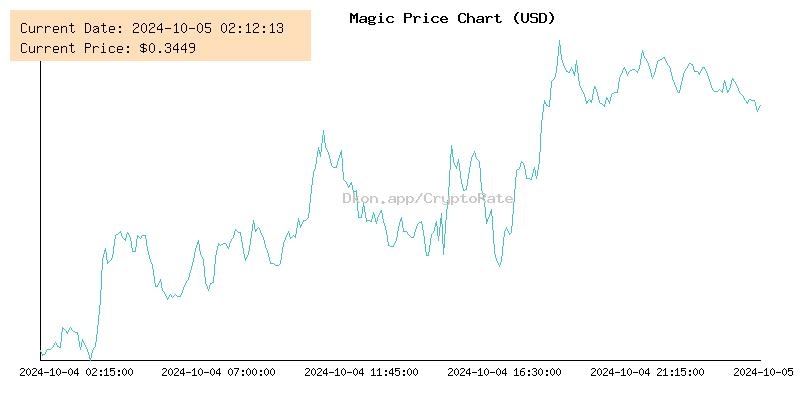 Magic Price Chart (USD)
Current Date: 2024-10-05 02:12:13
Current Price: $0.3449
Dkon.app/CryptoRate
2024-10-04 02:15:00 2024-10-04 07:00:00 2024-10-04 11:45:00 2024-10-04 16:30:00 2024-10-04 21:15:00 2024-10-05